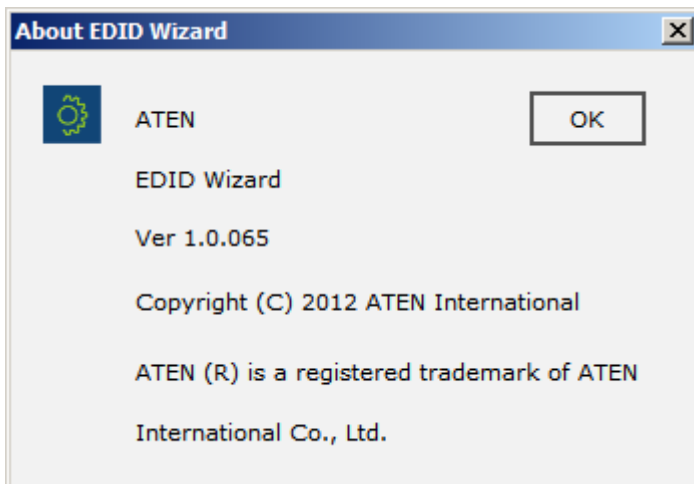 About EDID Wizard
ATEN
OK
EDID Wizard
Ver 1.0.065
Copyright (C) 2012 ATEN International
ATEN (R) is a registered trademark of ATEN
International Co., Ltd.